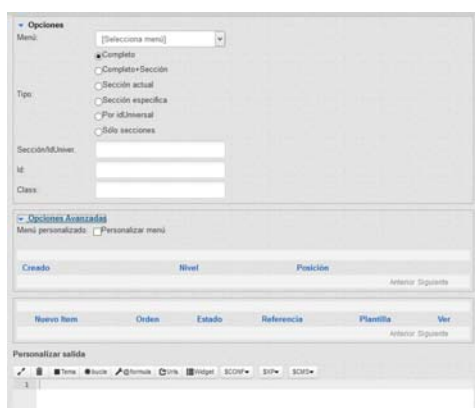 Opciones
Menú: [Selecciona menú]
Completo
Completo+Sección
Sección actual
Tipo:
Sección específica
Por idUniversal
Sólo secciones
Sección/IdUniver.
Id:
Class:
Opciones Avanzadas
Menú personalizado: Personalizar menú
Creado Nivel Posición
Anterior Siguiente
Nuevo Item Orden Estado Referencia Plantilla Ver
Anterior Siguiente
Personalizar salida
Tema bucle @formula Urls Widget $CONF $XP $CMS
1